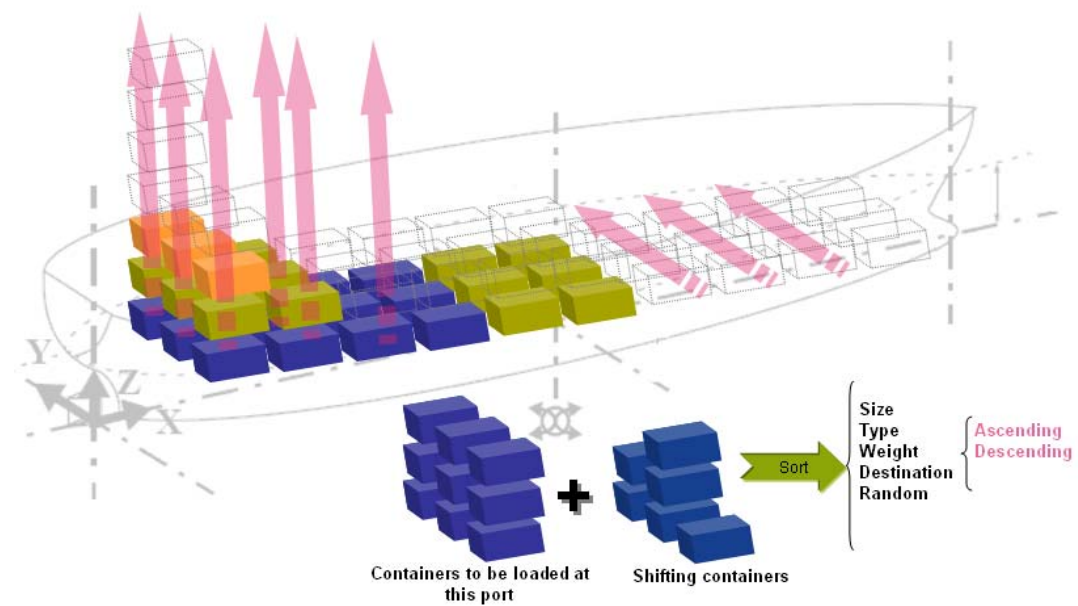 Y
Z
X
Size
Type
Weight
Destination
Random
Ascending
Descending
Sort
Containers to be loaded at
this port
Shifting containers